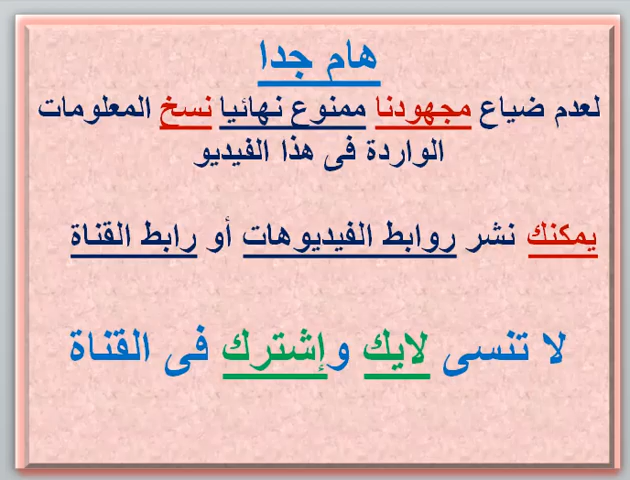 هام جدا
لعدم ضياع مجهودنا ممنوع نهائيا نسخ المعلومات
الواردة فى هذا الفيديو
يمكنك نشر روابط الفيديوهات أو رابط القناة
لا تنسى لايك وإشترك فى القناة